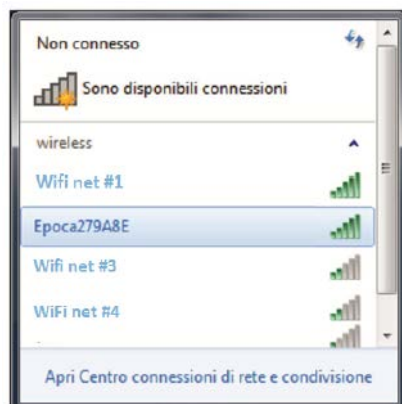 Non connesso
Sono disponibili connessioni
wireless
Wifi net #1
Epoca279A8E
Wifi net #3
WiFi net #4
Apri Centro connessioni di rete e condivisione